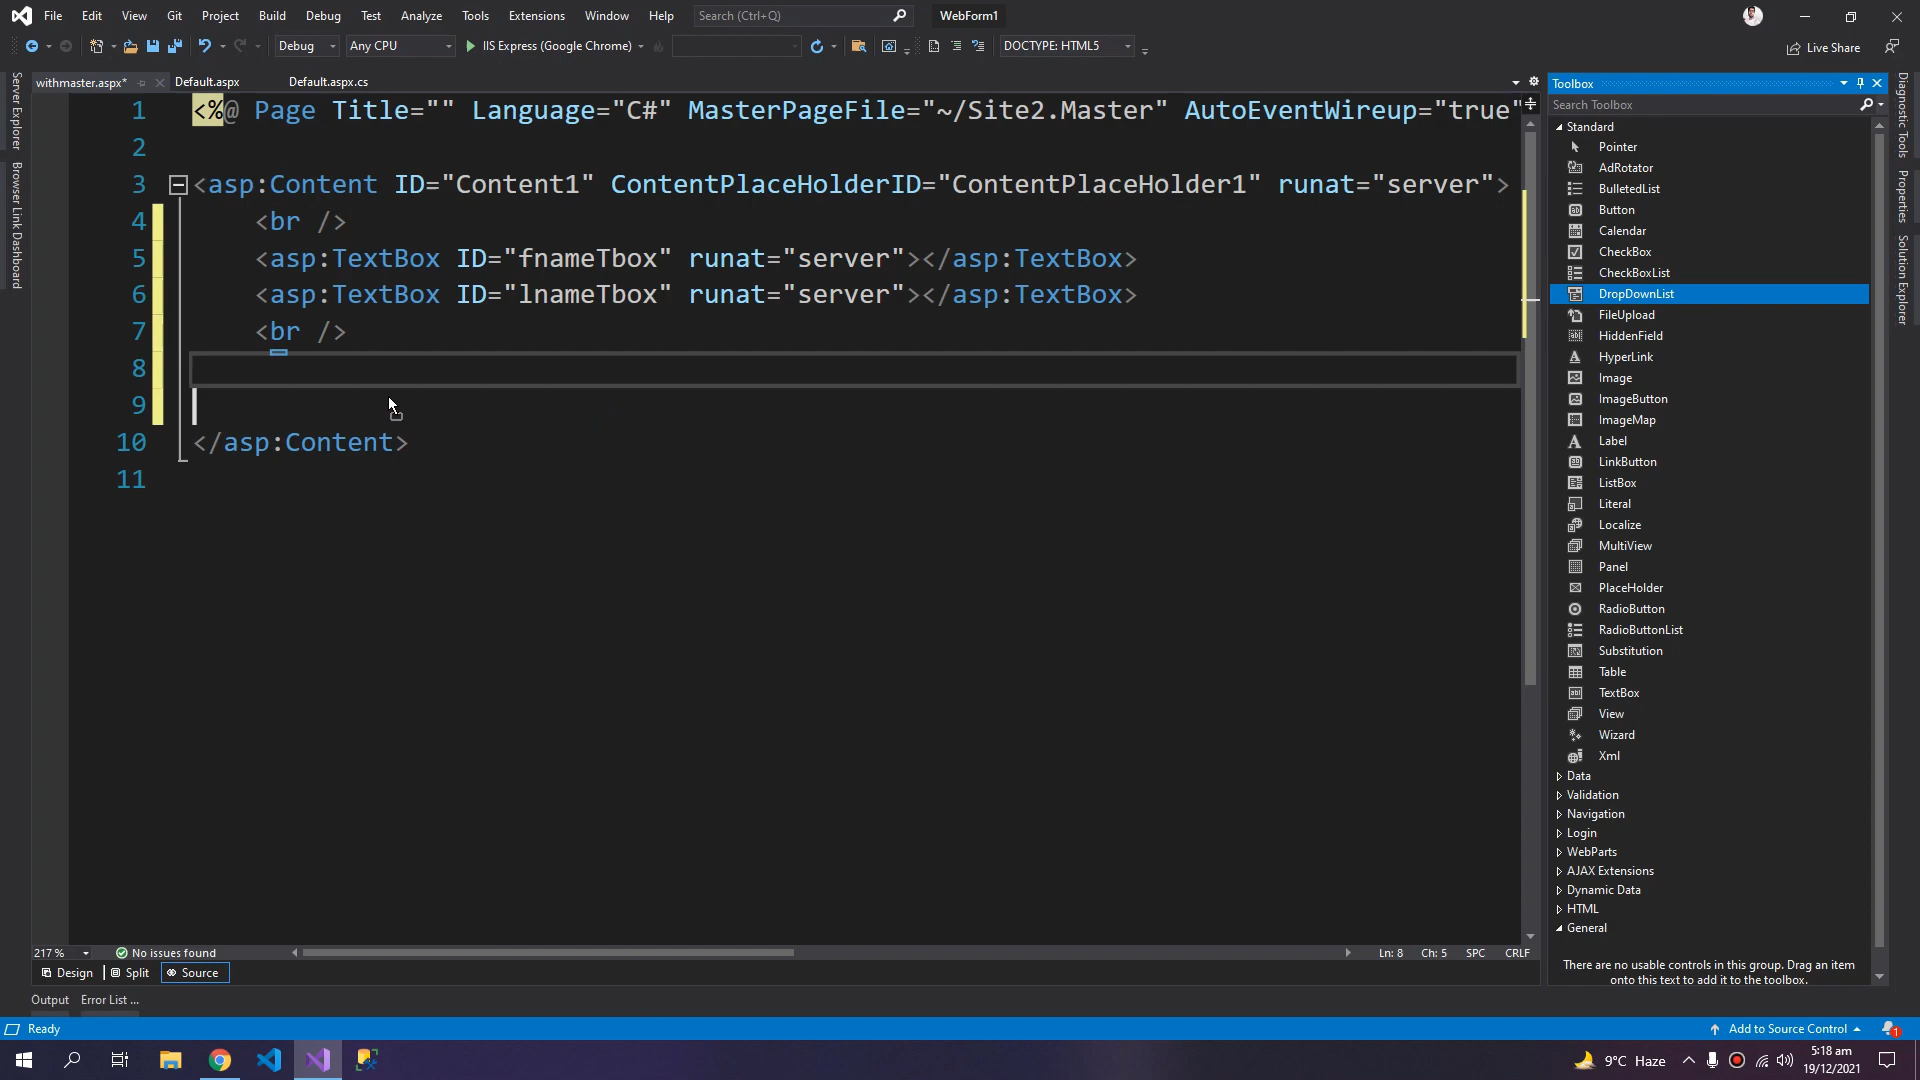 File Edit View Git Project Build Debug Test Analyze Tools Extensions Window Help Search (Ctrl+Q) WebForm1
Debug Any CPU IIS Express (Google Chrome) DOCTYPE: HTML5 Live Share
withmaster.aspx* Default.aspx Default.aspx.cs
1 <%@ Page Title="" Language="C#" MasterPageFile="~/Site2.Master" AutoEventWireup="true"
2
3 <asp:Content ID="Content1" ContentPlaceHolderID="ContentPlaceHolder1" runat="server">
4 <br />
5 <asp:TextBox ID="fnameTbox" runat="server"></asp:TextBox>
6 <asp:TextBox ID="lnameTbox" runat="server"></asp:TextBox>
7 <br />
8
9
10 </asp:Content>
11
217 % No issues found Ln: 8 Ch: 5 SPC CRLF
Design Split Source
Output Error List ...
Ready Add to Source Control 1
Server Explorer
Browser Link Dashboard
Toolbox
Search Toolbox
Standard
Pointer
AdRotator
BulletedList
Button
Calendar
CheckBox
CheckBoxList
DropDownList
FileUpload
HiddenField
HyperLink
Image
ImageButton
ImageMap
Label
LinkButton
ListBox
Literal
Localize
MultiView
Panel
PlaceHolder
RadioButton
RadioButtonList
Substitution
Table
TextBox
View
Wizard
Xml
Data
Validation
Navigation
Login
WebParts
AJAX Extensions
Dynamic Data
HTML
General
There are no usable controls in this group. Drag an item
onto this text to add it to the toolbox.
Diagnostic Tools
Properties
Solution Explorer
9°C Haze
5:18 am
19/12/2021